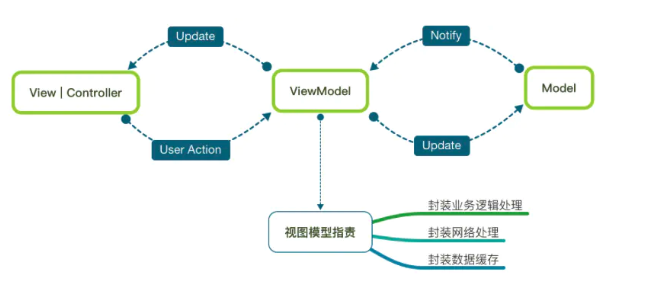 Update
Notify
View | Controller
ViewModel
Model
User Action
Update
视图模型指责
封装业务逻辑处理
封装网络处理
封装数据缓存